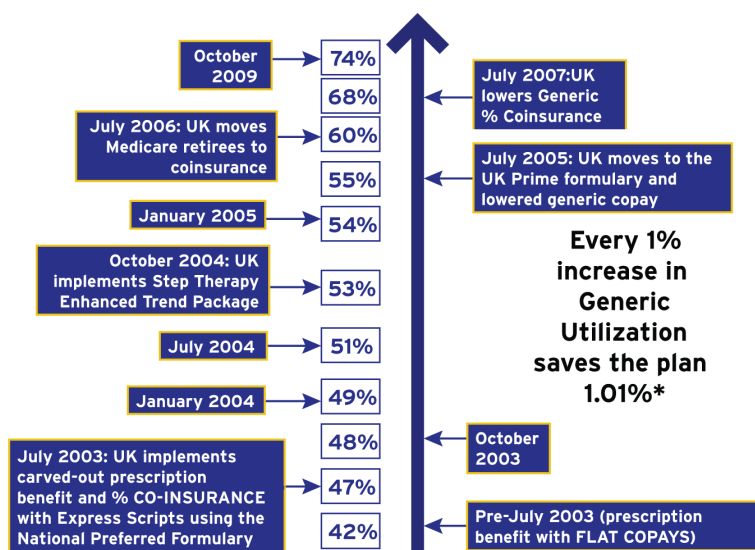 October
2009
74%
68%
July 2007:UK
lowers Generic
% Coinsurance
July 2006: UK moves
Medicare retirees to
coinsurance
60%
55%
July 2005: UK moves to the
UK Prime formulary and
lowered generic copay
January 2005
54%
October 2004: UK
implements Step Therapy
Enhanced Trend Package
53%
Every 1%
increase in
Generic
Utilization
saves the plan
1.01%*
July 2004
51%
January 2004
49%
48%
October
2003
July 2003: UK implements
carved-out prescription
benefit and % CO-INSURANCE
with Express Scripts using the
National Preferred Formulary
47%
42%
Pre-July 2003 (prescription
benefit with FLAT COPAYS)